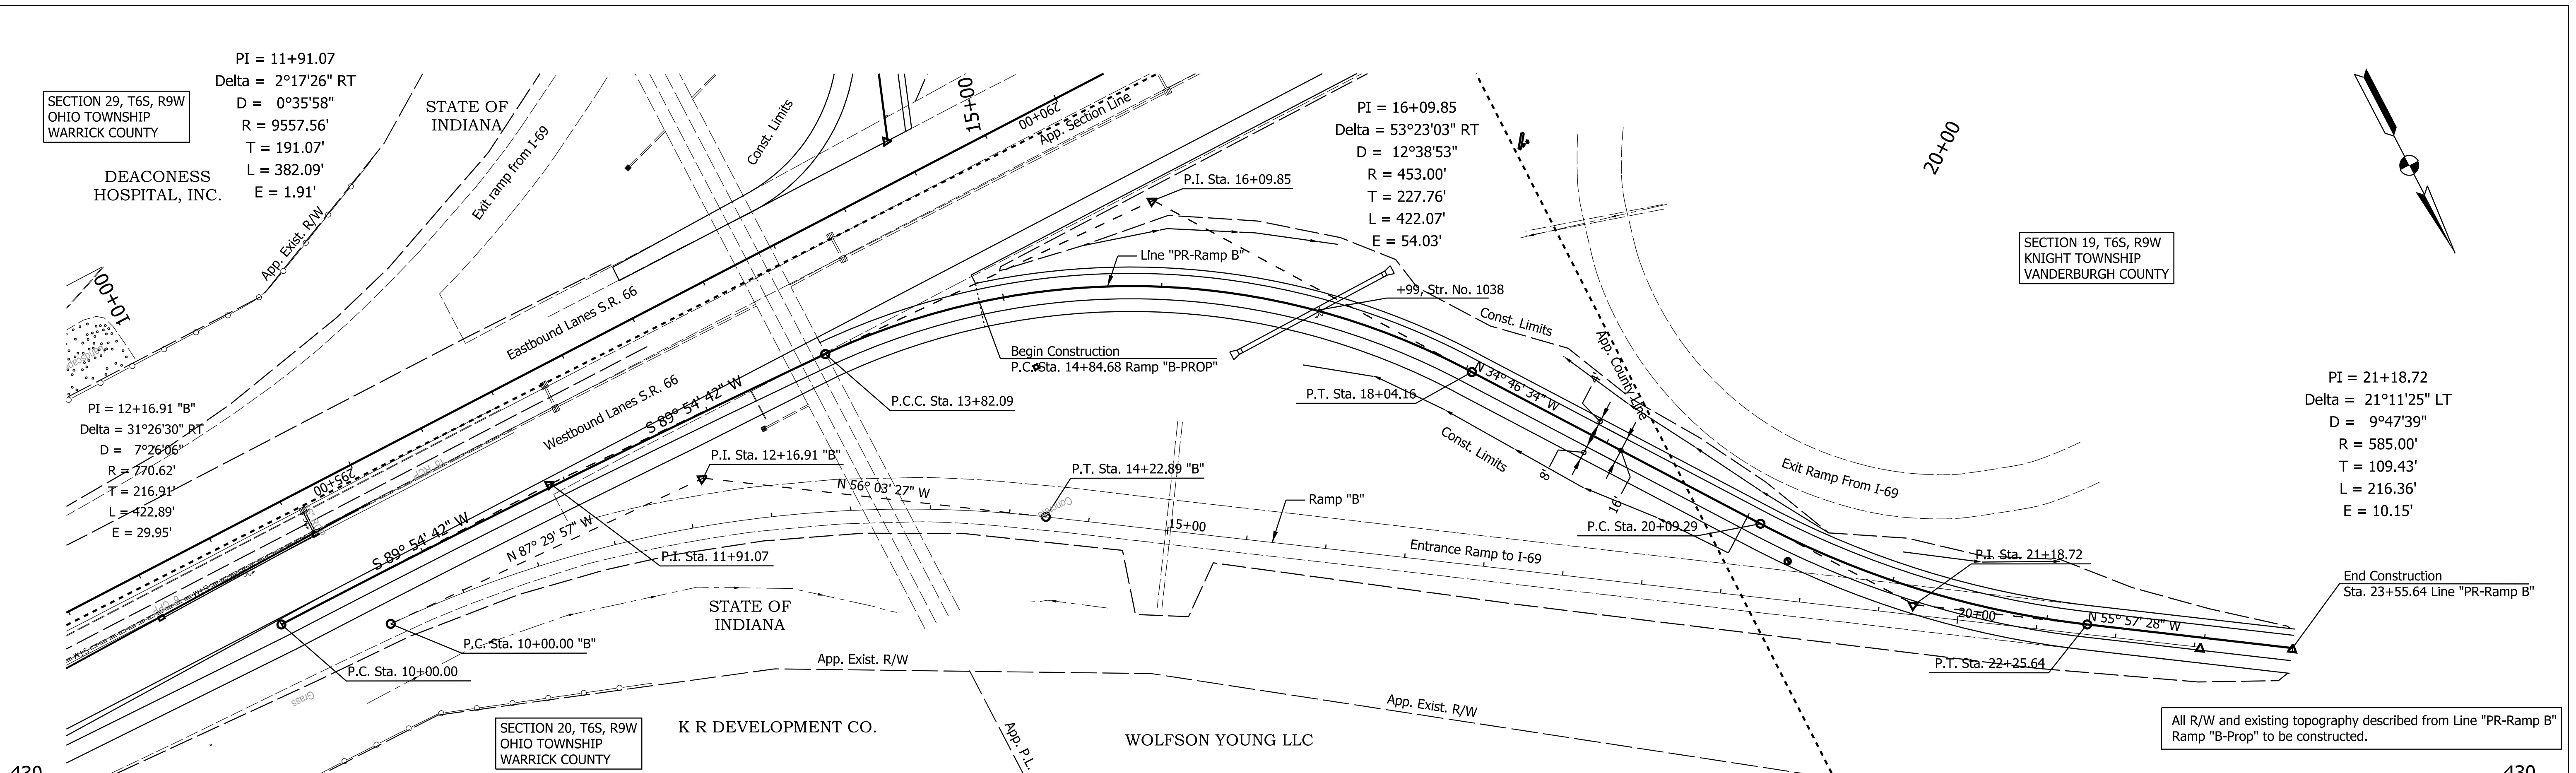 PI = 11+91.07
Delta = 2°17'26" RT
D = 0°35'58"
R = 9557.56'
T = 191.07'
L = 382.09'
E = 1.91'
SECTION 29, T6S, R9W
OHIO TOWNSHIP
WARRICK COUNTY
STATE OF
INDIANA
DEACONESS
HOSPITAL, INC.
App. Exist. R/W
Exit ramp from I-69
Const. Limits
15+00
290+00
App. Section Line
PI = 16+09.85
Delta = 53°23'03" RT
D = 12°38'53"
R = 453.00'
T = 227.76'
L = 422.07'
E = 54.03'
20+00
P.I. Sta. 16+09.85
SECTION 19, T6S, R9W
KNIGHT TOWNSHIP
VANDERBURGH COUNTY
10+00
Line "PR-Ramp B"
+99, Str. No. 1038
Const. Limits
Eastbound Lanes S.R. 66
Begin Construction
P.C. Sta. 14+84.68 Ramp "B-PROP"
App. County Line
N 34° 46' 34" W
4'
P.T. Sta. 18+04.16
P.C.C. Sta. 13+82.09
Westbound Lanes S.R. 66
S 89° 54' 42" W
PI = 12+16.91 "B"
Delta = 31°26'30" RT
D = 7°26'06"
R = 770.62'
T = 216.91'
L = 422.89'
E = 29.95'
PI = 21+18.72
Delta = 21°11'25" LT
D = 9°47'39"
R = 585.00'
T = 109.43'
L = 216.36'
E = 10.15'
Const. Limits
8'
16'
Exit Ramp From I-69
295+00
P.I. Sta. 12+16.91 "B"
P.T. Sta. 14+22.89 "B"
N 56° 03' 27" W
Ramp "B"
15+00
P.C. Sta. 20+09.29
S 89° 54' 42" W
N 87° 29' 57" W
P.I. Sta. 11+91.07
Entrance Ramp to I-69
P.I. Sta. 21+18.72
End Construction
Sta. 23+55.64 Line "PR-Ramp B"
STATE OF
INDIANA
20+00
N 55° 57' 28" W
P.C. Sta. 10+00.00 "B"
P.C. Sta. 10+00.00
App. Exist. R/W
P.T. Sta. 22+25.64
Grass
App. Exist. R/W
SECTION 20, T6S, R9W
OHIO TOWNSHIP
WARRICK COUNTY
K R DEVELOPMENT CO.
App. P.L.
WOLFSON YOUNG LLC
All R/W and existing topography described from Line "PR-Ramp B"
Ramp "B-Prop" to be constructed.
430
430